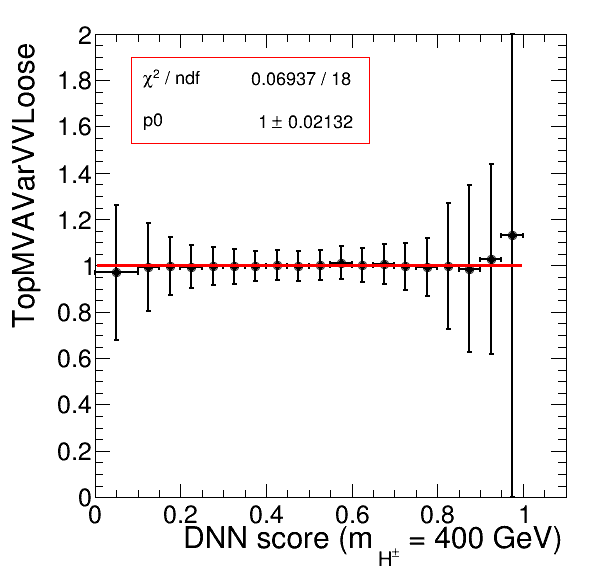 TopMVAVarVVLoose
χ² / ndf 0.06937 / 18
p0 1 ± 0.02132
2
1.8
1.6
1.4
1.2
1
0.8
0.6
0.4
0.2
0
0 0.2 0.4 0.6 0.8 1
DNN score (m_H± = 400 GeV)